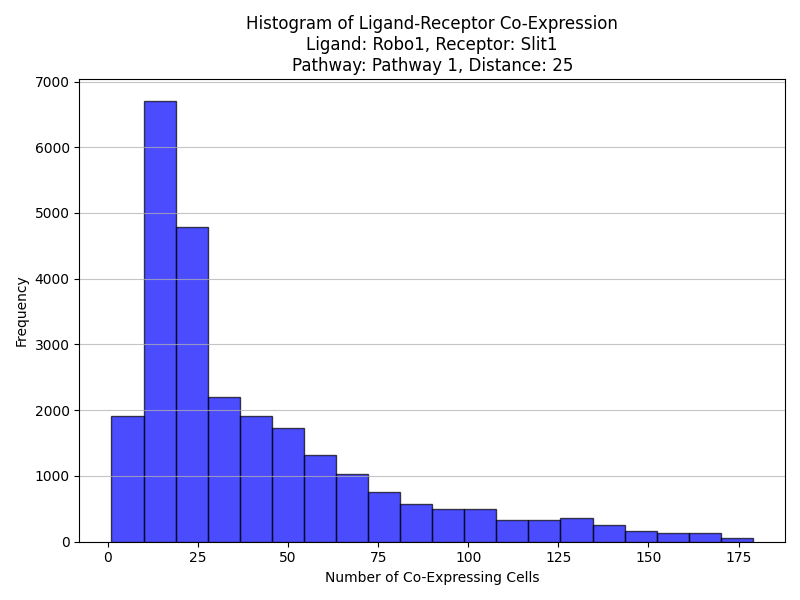 Histogram of Ligand-Receptor Co-Expression
Ligand: Robo1, Receptor: Slit1
Pathway: Pathway 1, Distance: 25
7000
6000
5000
4000
3000
2000
1000
0
Frequency
0 25 50 75 100 125 150 175
Number of Co-Expressing Cells